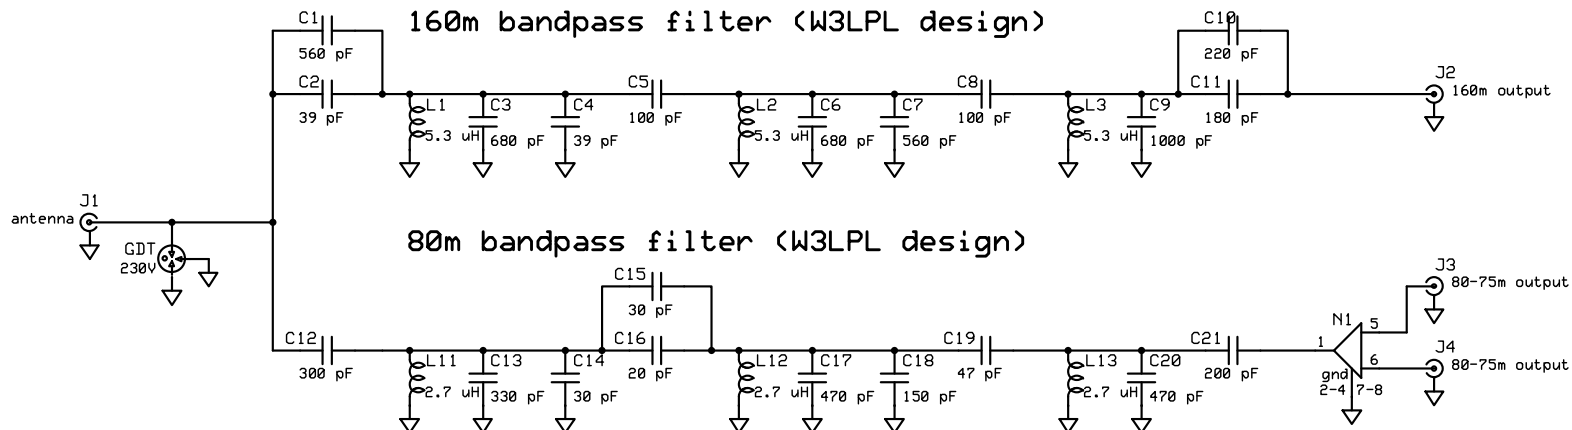 160m bandpass filter (W3LPL design)
C1
560 pF
C2
39 pF
L1
5.3 uH
C3
680 pF
C4
39 pF
C5
100 pF
L2
5.3 uH
C6
680 pF
C7
560 pF
C8
100 pF
L3
5.3 uH
C9
1000 pF
C10
220 pF
C11
180 pF
J2
160m output
J1
antenna
GDT
230V
80m bandpass filter (W3LPL design)
C12
300 pF
L11
2.7 uH
C13
330 pF
C14
30 pF
C15
30 pF
C16
20 pF
L12
2.7 uH
C17
470 pF
C18
150 pF
C19
47 pF
L13
2.7 uH
C20
470 pF
C21
200 pF
N1
1
5
6
gnd
2-4 7-8
J3
80-75m output
J4
80-75m output